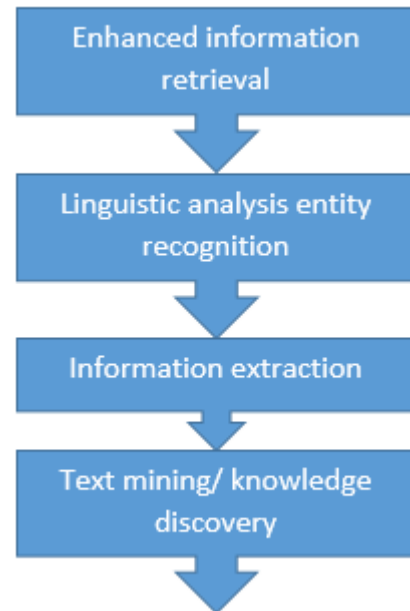 Enhanced information
retrieval
Linguistic analysis entity
recognition
Information extraction
Text mining/ knowledge
discovery